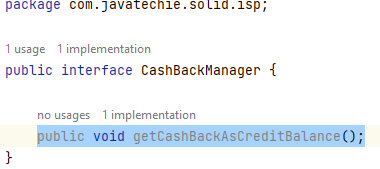 package com.javatechie.solid.isp;
1 usage 1 implementation
public interface CashBackManager {
no usages 1 implementation
public void getCashBackAsCreditBalance();
}